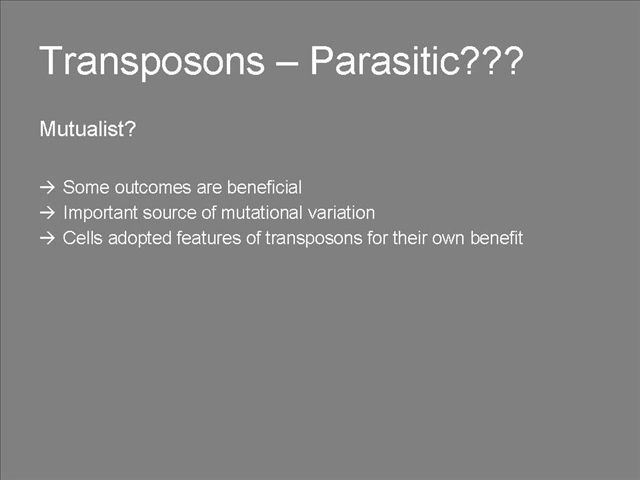 Transposons – Parasitic???
Mutualist?
→ Some outcomes are beneficial
→ Important source of mutational variation
→ Cells adopted features of transposons for their own benefit